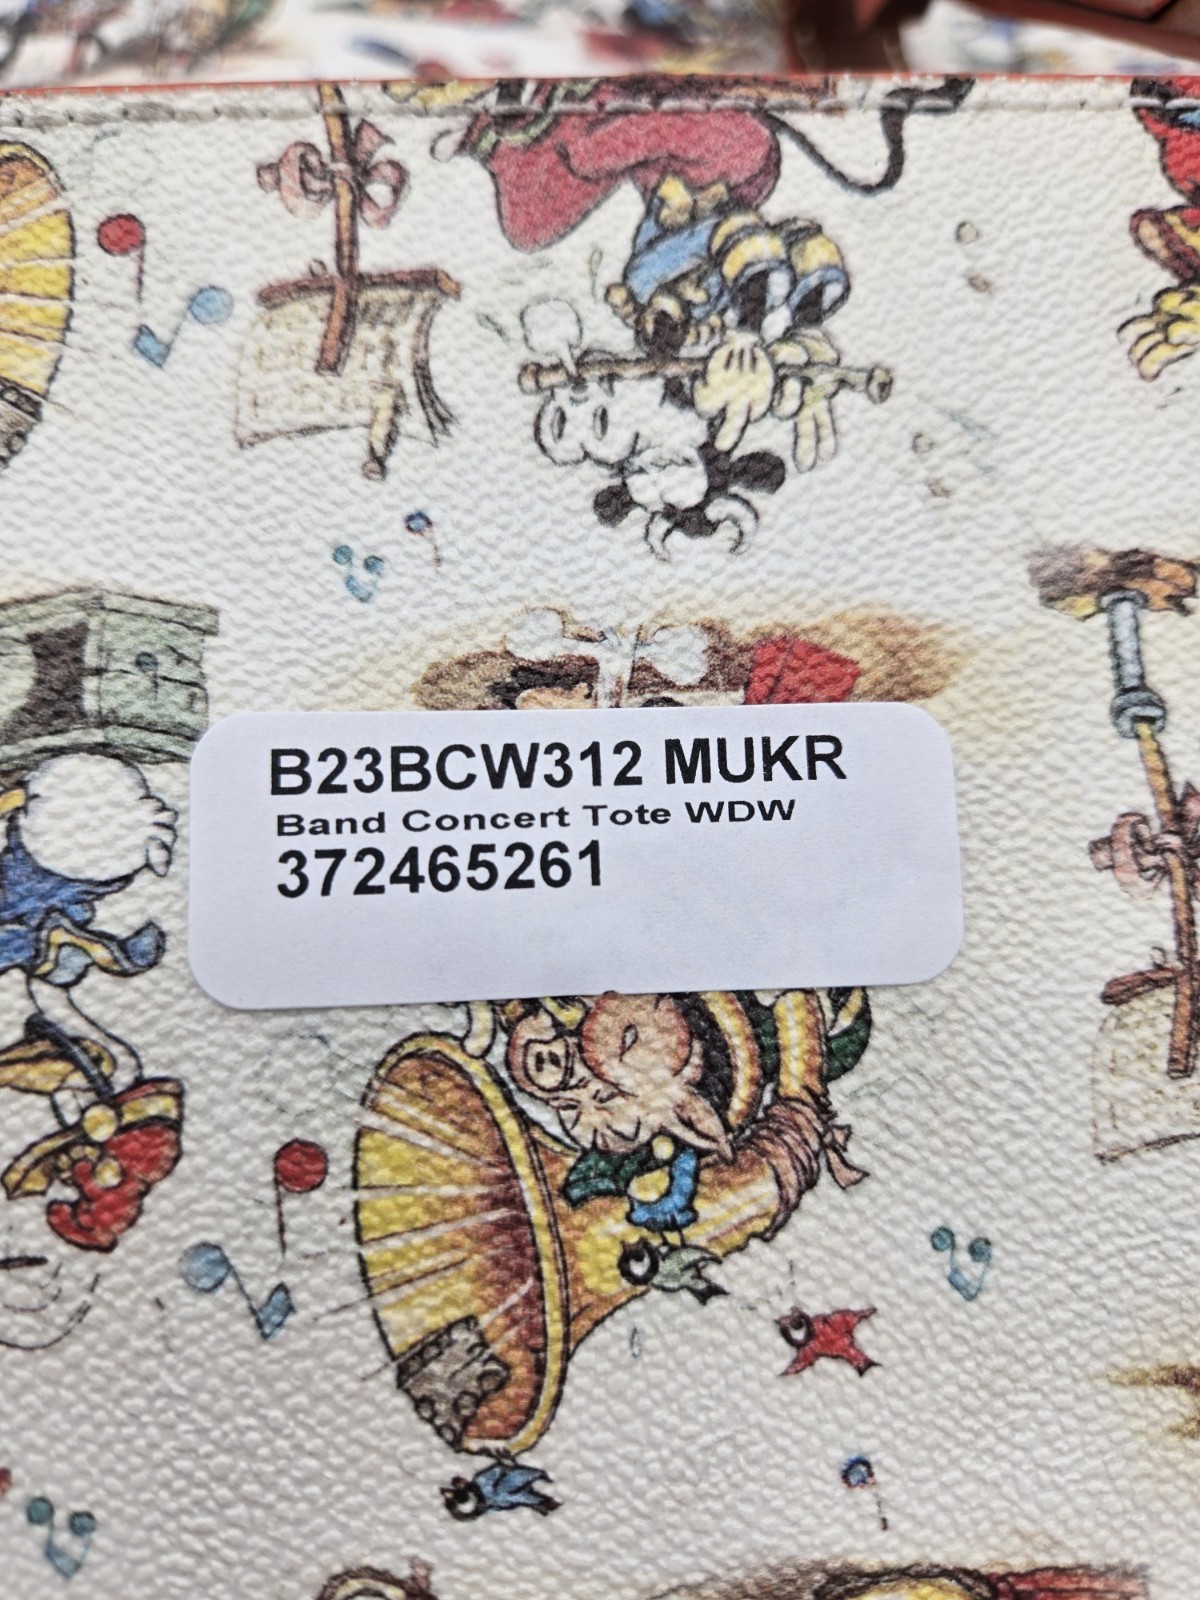 B23BCW312 MUKR
Band Concert Tote WDW
372465261